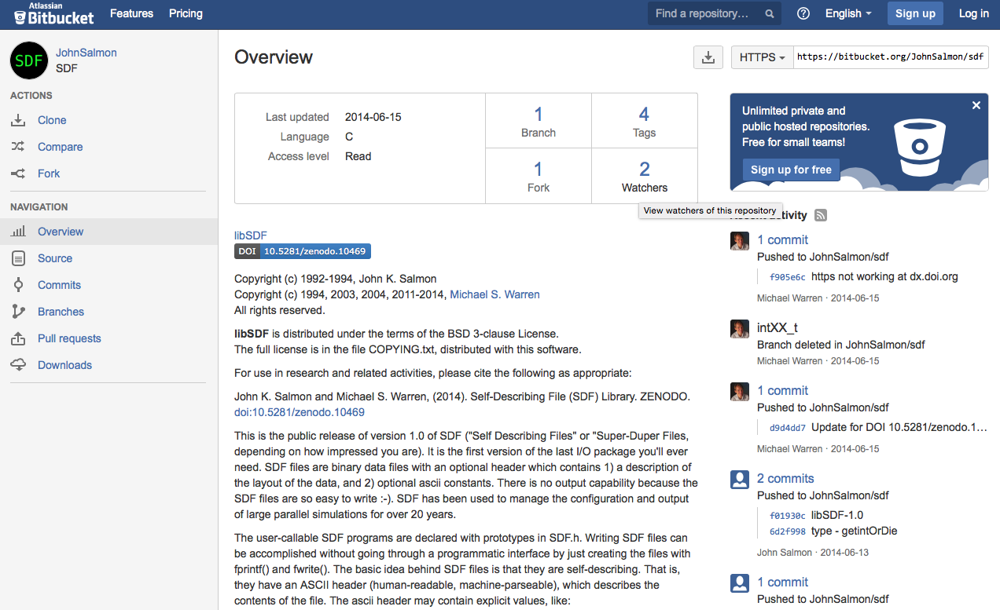 Atlassian
Bitbucket
Features
Pricing
Find a repository...
English
Sign up
Log in
SDF
JohnSalmon
SDF
ACTIONS
Clone
Compare
Fork
NAVIGATION
Overview
Source
Commits
Branches
Pull requests
Downloads
Overview
HTTPS
https://bitbucket.org/JohnSalmon/sdf
Last updated 2014-06-15
Language C
Access level Read
1
Branch
4
Tags
1
Fork
2
Watchers
View watchers of this repository
libSDF
DOI 10.5281/zenodo.10469
Copyright (c) 1992-1994, John K. Salmon
Copyright (c) 1994, 2003, 2004, 2011-2014, Michael S. Warren
All rights reserved.
libSDF is distributed under the terms of the BSD 3-clause License.
The full license is in the file COPYING.txt, distributed with this software.
For use in research and related activities, please cite the following as appropriate:
John K. Salmon and Michael S. Warren, (2014). Self-Describing File (SDF) Library. ZENODO.
doi:10.5281/zenodo.10469
This is the public release of version 1.0 of SDF ("Self Describing Files" or "Super-Duper Files,
depending on how impressed you are). It is the first version of the last I/O package you'll ever
need. SDF files are binary data files with an optional header which contains 1) a description of
the layout of the data, and 2) optional ascii constants. There is no output capability because the
SDF files are so easy to write :-). SDF has been used to manage the configuration and output
of large parallel simulations for over 20 years.
The user-callable SDF programs are declared with prototypes in SDF.h. Writing SDF files can
be accomplished without going through a programmatic interface by just creating the files with
fprintf() and fwrite(). The basic idea behind SDF files is that they are self-describing. That is,
they have an ASCII header (human-readable, machine-parseable), which describes the
contents of the file. The ascii header may contain explicit values, like:
Unlimited private and
public hosted repositories.
Free for small teams!
Sign up for free
Recent activity
1 commit
Pushed to JohnSalmon/sdf
f905e6c https not working at dx.doi.org
Michael Warren · 2014-06-15
intXX_t
Branch deleted in JohnSalmon/sdf
Michael Warren · 2014-06-15
1 commit
Pushed to JohnSalmon/sdf
d9d4dd7 Update for DOI 10.5281/zenodo.1...
Michael Warren · 2014-06-15
2 commits
Pushed to JohnSalmon/sdf
f01930c libSDF-1.0
6d2f998 type - getintOrDie
John Salmon · 2014-06-13
1 commit
Pushed to JohnSalmon/sdf